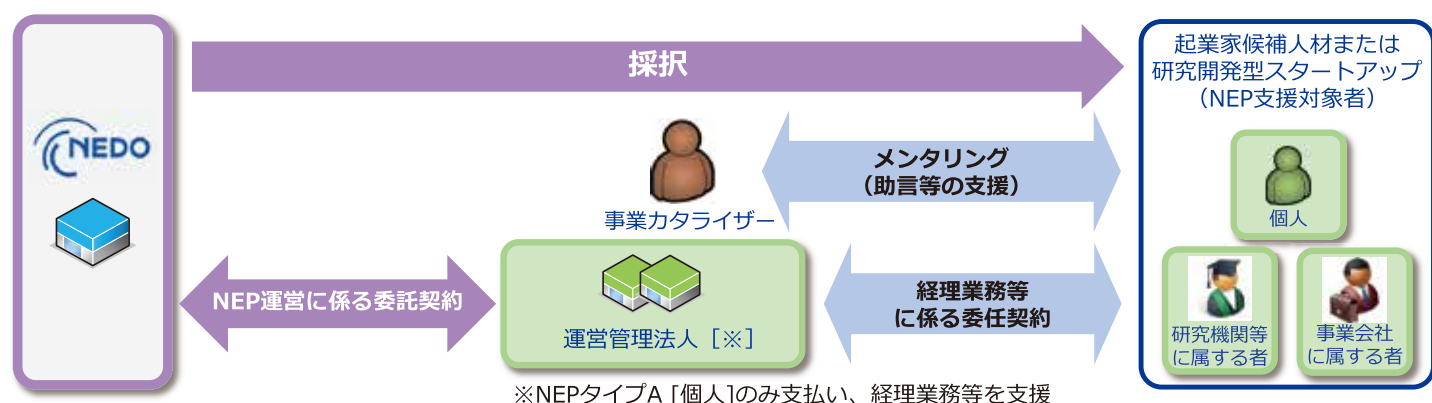 NEDO
採択
起業家候補人材または
研究開発型スタートアップ
（NEP支援対象者）
メンタリング
（助言等の支援）
事業カタライザー
個人
NEP運営に係る委託契約
運営管理法人［※］
経理業務等
に係る委任契約
研究機関等
に属する者
事業会社
に属する者
※NEPタイプA [個人]のみ支払い、経理業務等を支援